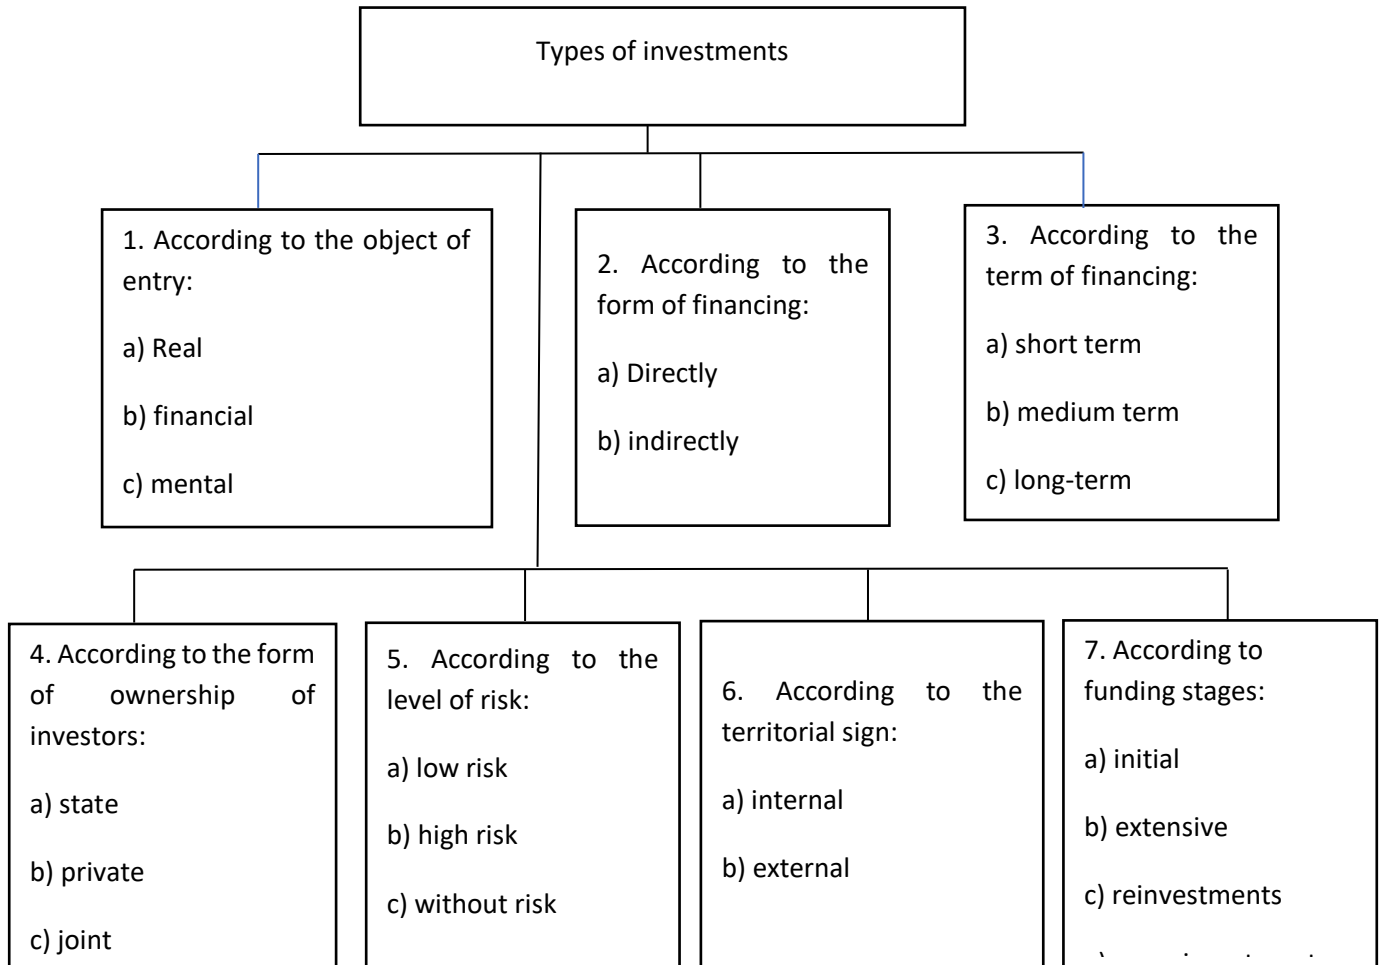 Types of investments
1. According to the object of
entry:
a) Real
b) financial
c) mental
2. According to the
form of financing:
a) Directly
b) indirectly
3. According to the
term of financing:
a) short term
b) medium term
c) long-term
4. According to the form
of ownership of
investors:
a) state
b) private
c) joint
5. According to the
level of risk:
a) low risk
b) high risk
c) without risk
6. According to the
territorial sign:
a) internal
b) external
7. According to
funding stages:
a) initial
b) extensive
c) reinvestments